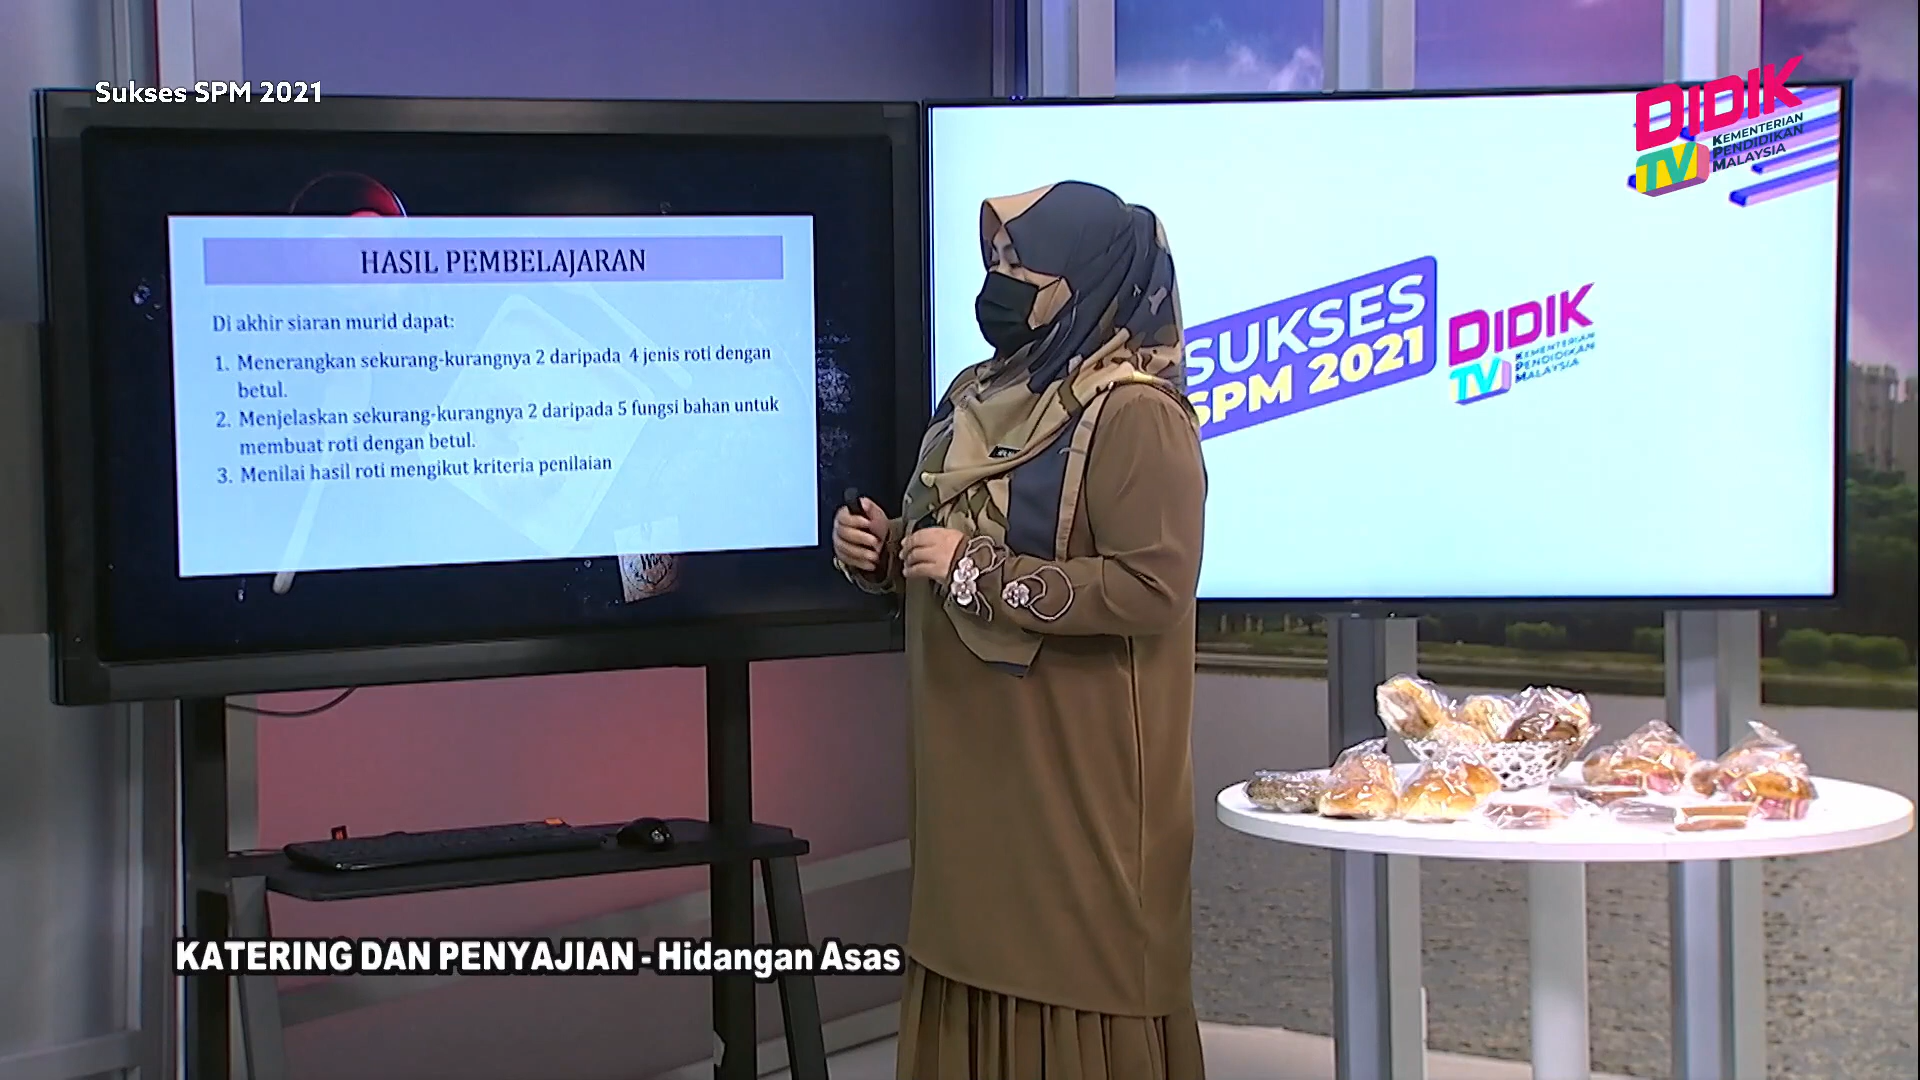 Sukses SPM 2021
DIDIK
TV
KEMENTERIAN
PENDIDIKAN
MALAYSIA
HASIL PEMBELAJARAN
Di akhir siaran murid dapat:
1. Menerangkan sekurang-kurangnya 2 daripada 4 jenis roti dengan
betul.
2. Menjelaskan sekurang-kurangnya 2 daripada 5 fungsi bahan untuk
membuat roti dengan betul.
3. Menilai hasil roti mengikut kriteria penilaian
SUKSES
SPM 2021
DIDIK
TV
KEMENTERIAN
PENDIDIKAN
MALAYSIA
KATERING DAN PENYAJIAN - Hidangan Asas